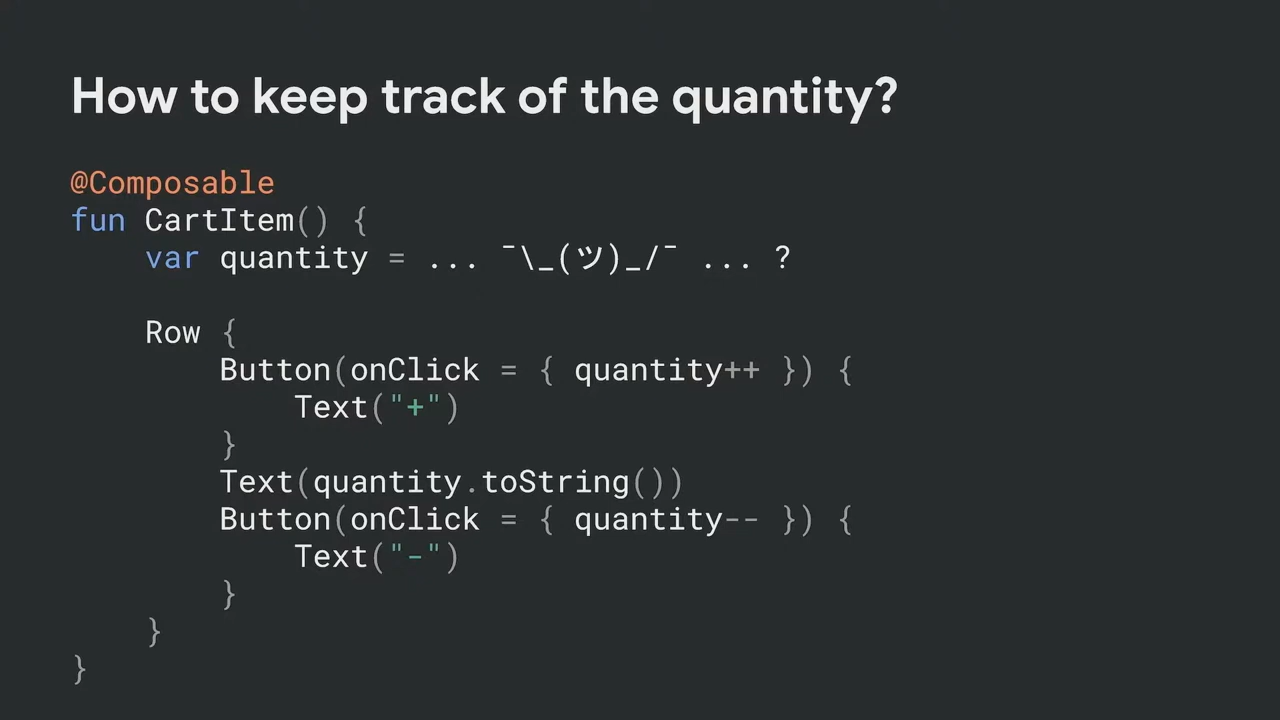 How to keep track of the quantity?
@Composable
fun CartItem() {
    var quantity = ... ¯\_(ツ)_/¯ ... ?
    Row {
        Button(onClick = { quantity++ }) {
            Text("+")
        }
        Text(quantity.toString())
        Button(onClick = { quantity-- }) {
            Text("-")
        }
    }
}